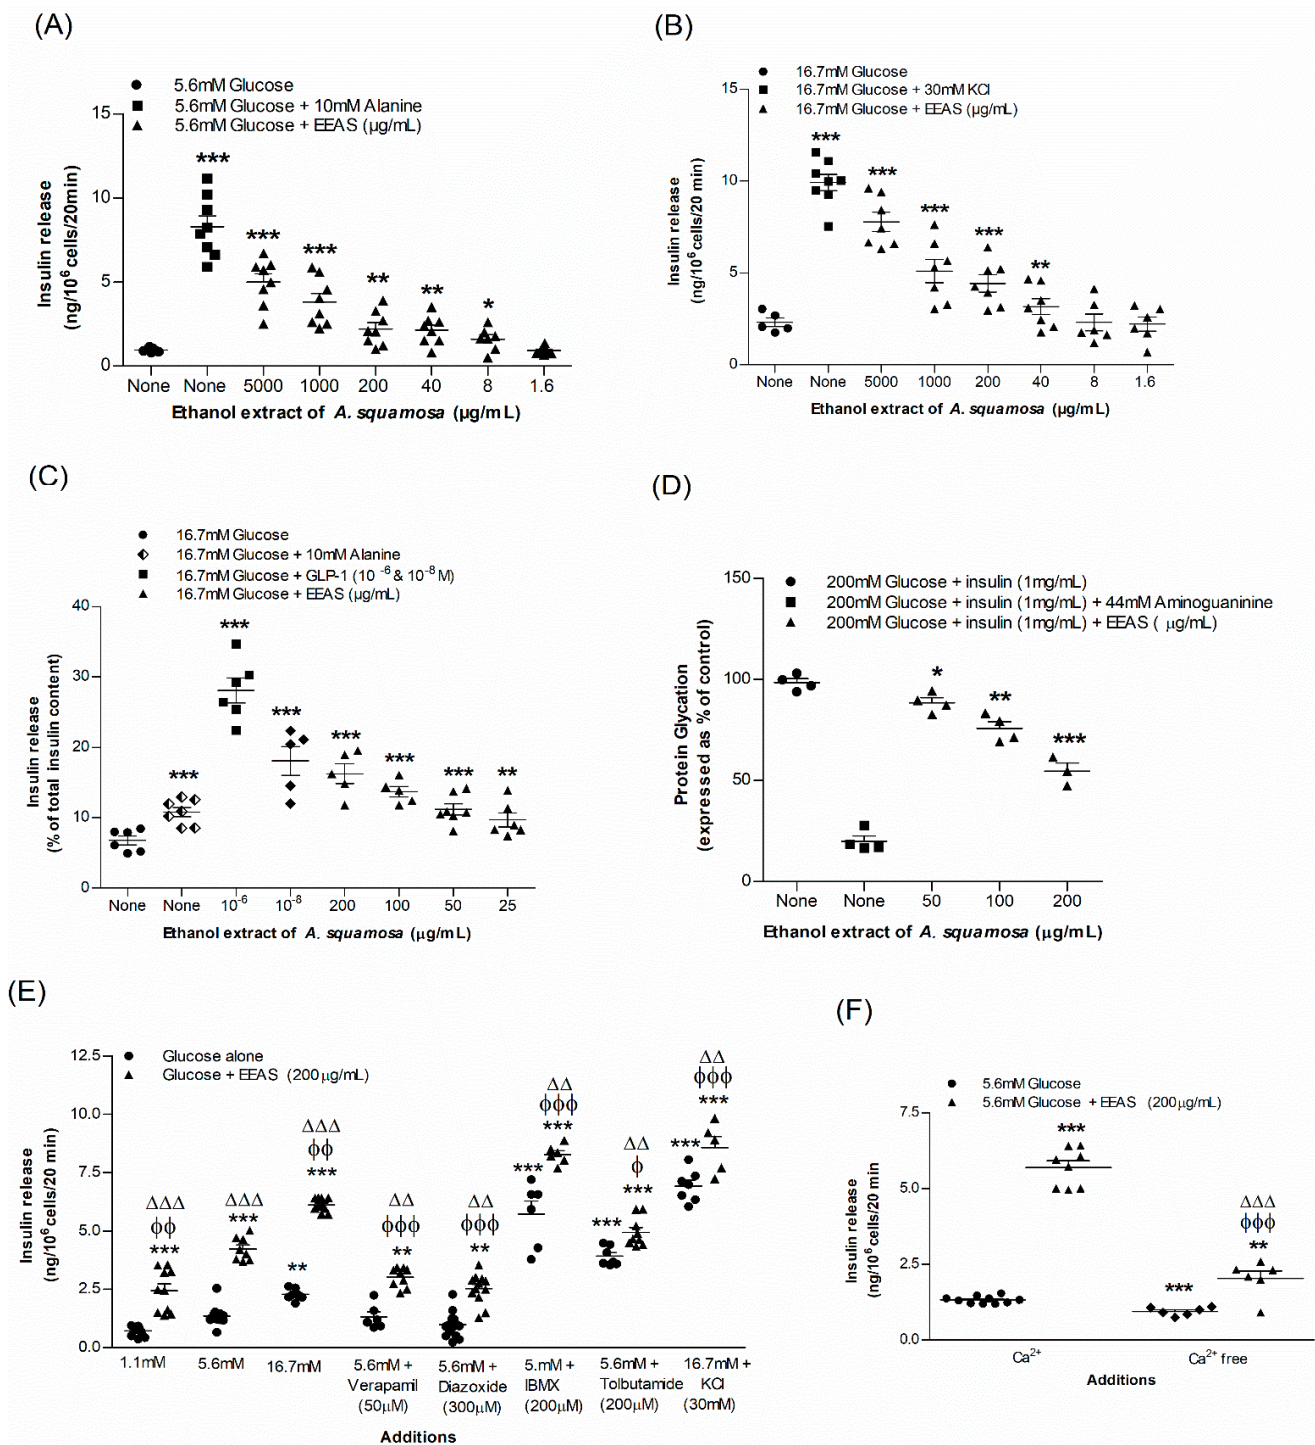 (A)
5.6mM Glucose
5.6mM Glucose + 10mM Alanine
5.6mM Glucose + EEAS (µg/mL)
Insulin release
(ng/10⁶ cells/20min)
15
10
5
0
***
***
***
**
**
*
None None 5000 1000 200 40 8 1.6
Ethanol extract of A. squamosa (µg/mL)
(B)
16.7mM Glucose
16.7mM Glucose + 30mM KCl
16.7mM Glucose + EEAS (µg/mL)
Insulin release
(ng/10⁶ cells/20 min)
15
10
5
0
***
***
***
***
**
None None 5000 1000 200 40 8 1.6
Ethanol extract of A. squamosa (µg/mL)
(C)
16.7mM Glucose
16.7mM Glucose + 10mM Alanine
16.7mM Glucose + GLP-1 (10⁻⁶ & 10⁻⁸ M)
16.7mM Glucose + EEAS (µg/mL)
Insulin release
(% of total insulin content)
40
30
20
10
0
***
***
***
***
***
***
**
None None 10⁻⁶ 10⁻⁸ 200 100 50 25
Ethanol extract of A. squamosa (µg/mL)
(D)
200mM Glucose + insulin (1mg/mL)
200mM Glucose + insulin (1mg/mL) + 44mM Aminoguaninine
200mM Glucose + insulin (1mg/mL) + EEAS ( µg/mL)
Protein Glycation
(expressed as % of control)
150
100
50
0
*
**
***
None None 50 100 200
Ethanol extract of A. squamosa (µg/mL)
(E)
Glucose alone
Glucose + EEAS (200µg/mL)
Insulin release
(ng/10⁶ cells/20 min)
12.5
10.0
7.5
5.0
2.5
0.0
ΔΔΔ
ϕϕ
***
ΔΔΔ
***
ΔΔΔ
ϕϕ
***
**
ΔΔ
ϕϕϕ
**
ΔΔ
ϕϕϕ
**
***
ΔΔ
ϕϕϕ
***
***
ΔΔ
ϕ
***
***
ΔΔ
ϕϕϕ
***
1.1mM 5.6mM 16.7mM 5.6mM + 5.6mM + 5.mM + 5.6mM + 16.7mM +
Verapamil Diazoxide IBMX Tolbutamide KCl
(50µM) (300µM) (200µM) (200µM) (30mM)
Additions
(F)
5.6mM Glucose
5.6mM Glucose + EEAS (200µg/mL)
Insulin release
(ng/10⁶ cells/20 min
7.5
5.0
2.5
0.0
***
***
ΔΔΔ
ϕϕϕ
**
Ca²⁺ Ca²⁺ free
Additions